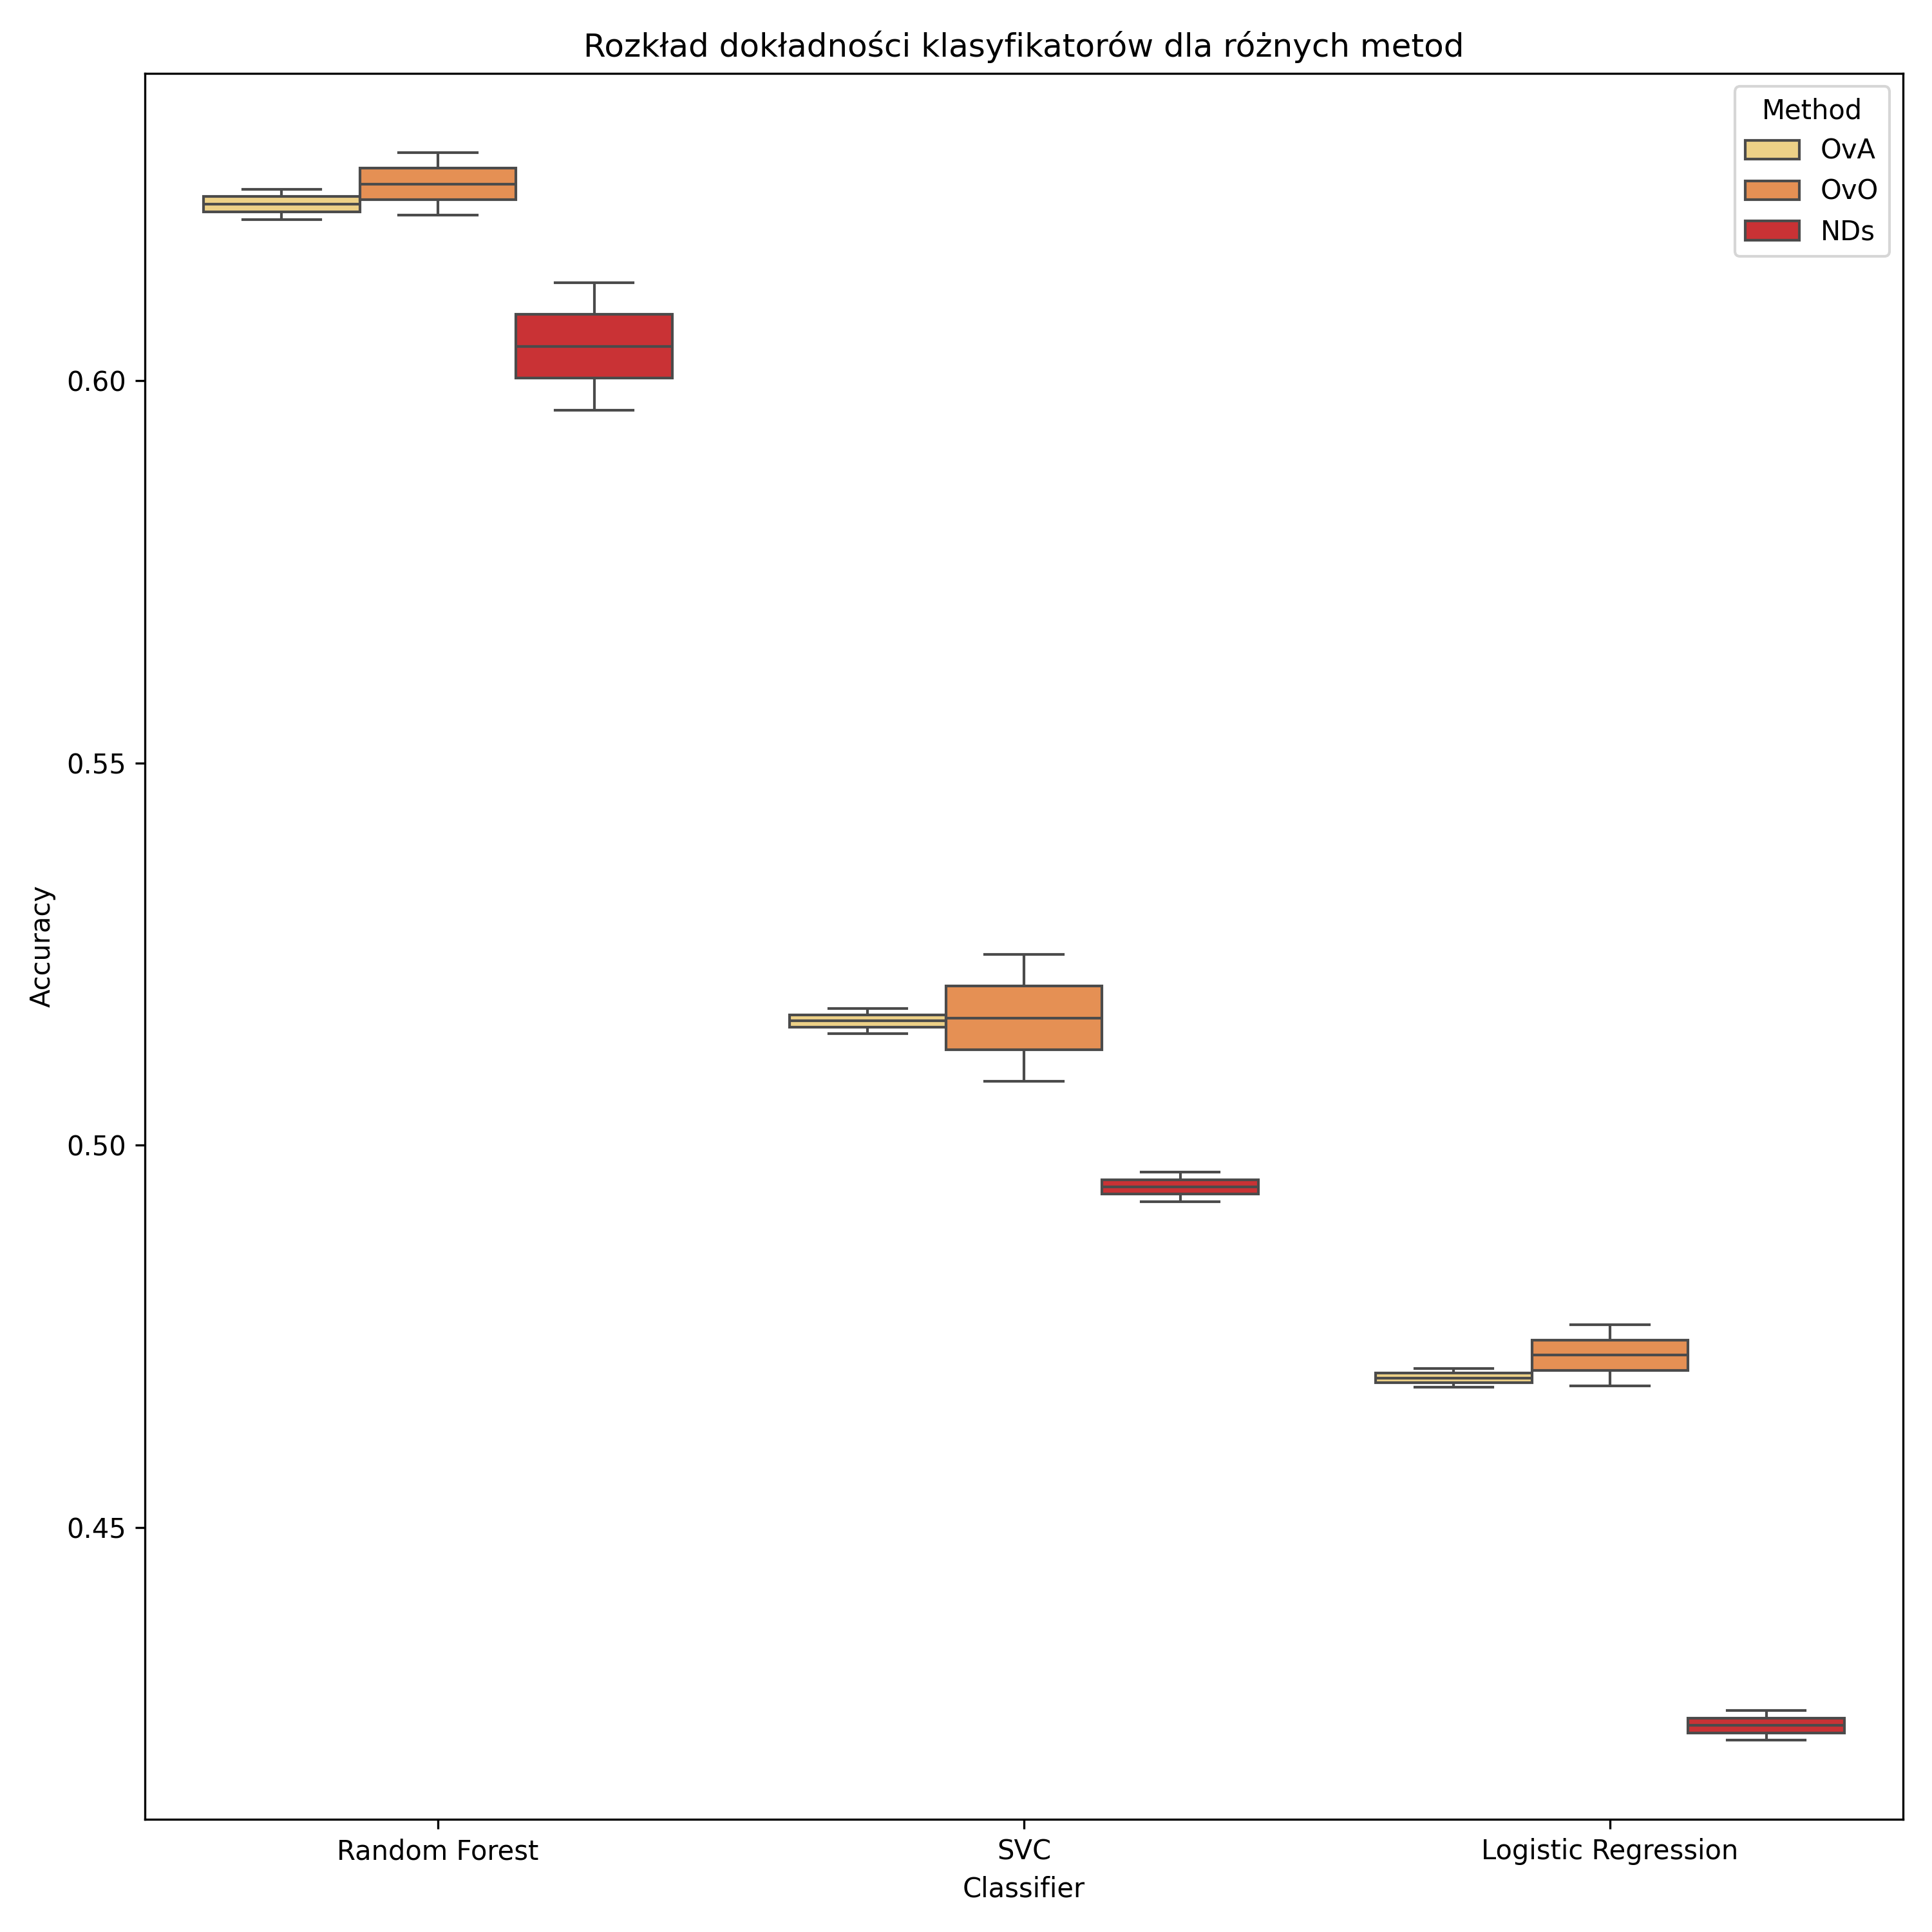 Rozkład dokładności klasyfikatorów dla różnych metod
Method
OvA
OvO
NDs
Accuracy
0.60
0.55
0.50
0.45
Random Forest
SVC
Logistic Regression
Classifier